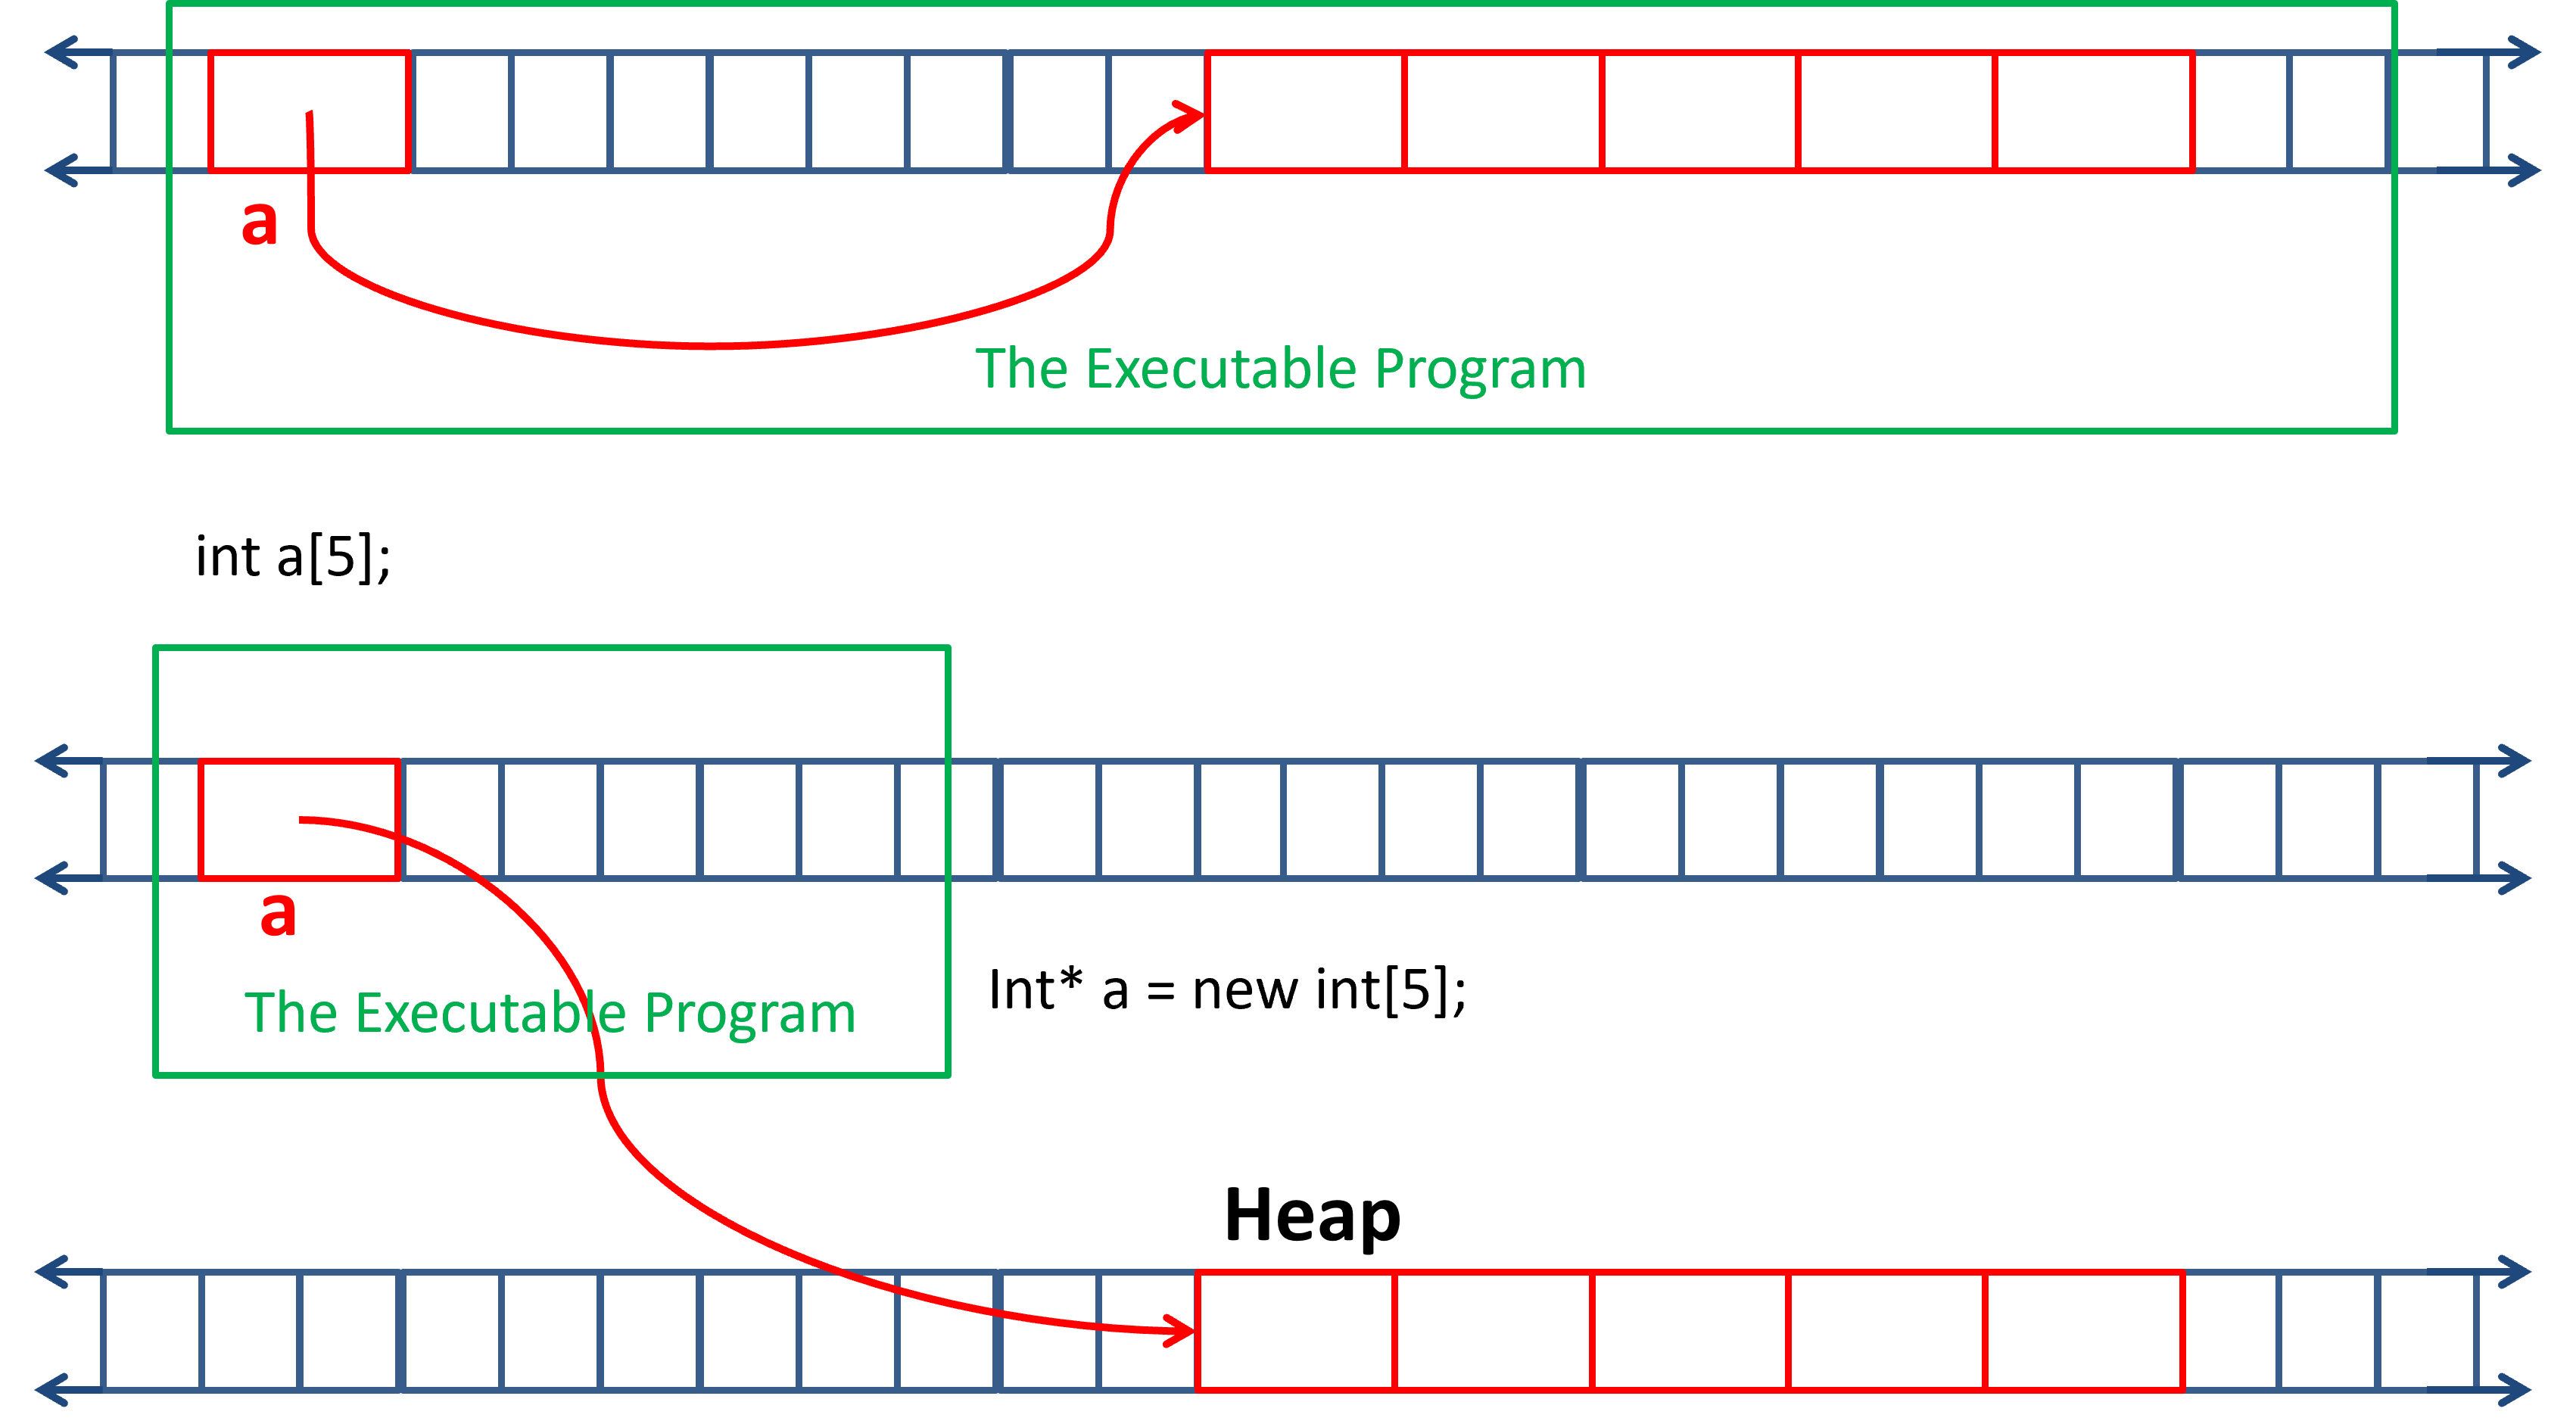 a
The Executable Program
int a[5];
a
The Executable Program
Int* a = new int[5];
Heap